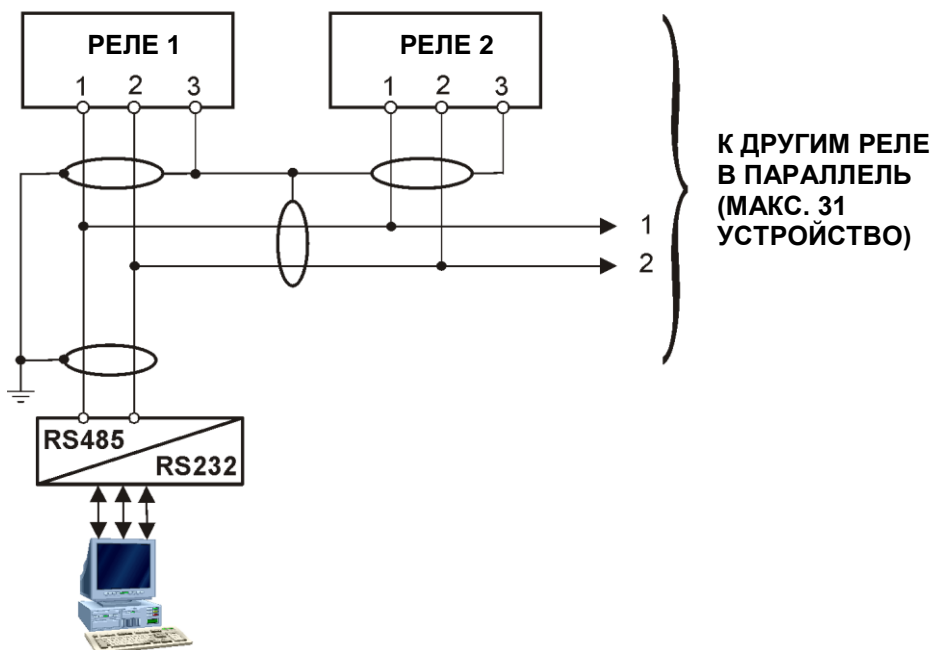 РЕЛЕ 1
РЕЛЕ 2
1 2 3
1 2 3
К ДРУГИМ РЕЛЕ
В ПАРАЛЛЕЛЬ
(МАКС. 31
УСТРОЙСТВО)
1
2
RS485
RS232